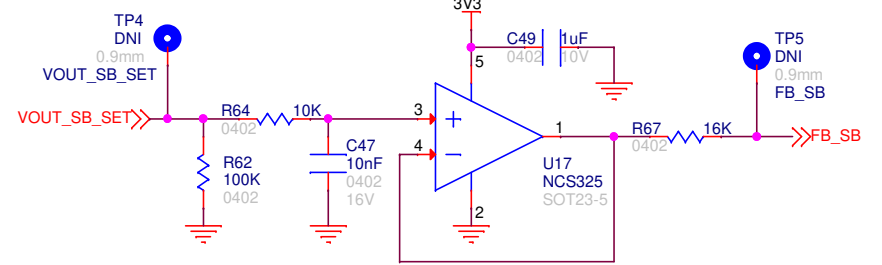 3V3
TP4
DNI
0.9mm
VOUT_SB_SET
C49
1uF
0402
10V
5
TP5
DNI
0.9mm
FB_SB
VOUT_SB_SET
R64
10K
0402
3
+
4
−
1
R67
16K
0402
FB_SB
R62
100K
0402
C47
10nF
0402
16V
U17
NCS325
SOT23-5
2